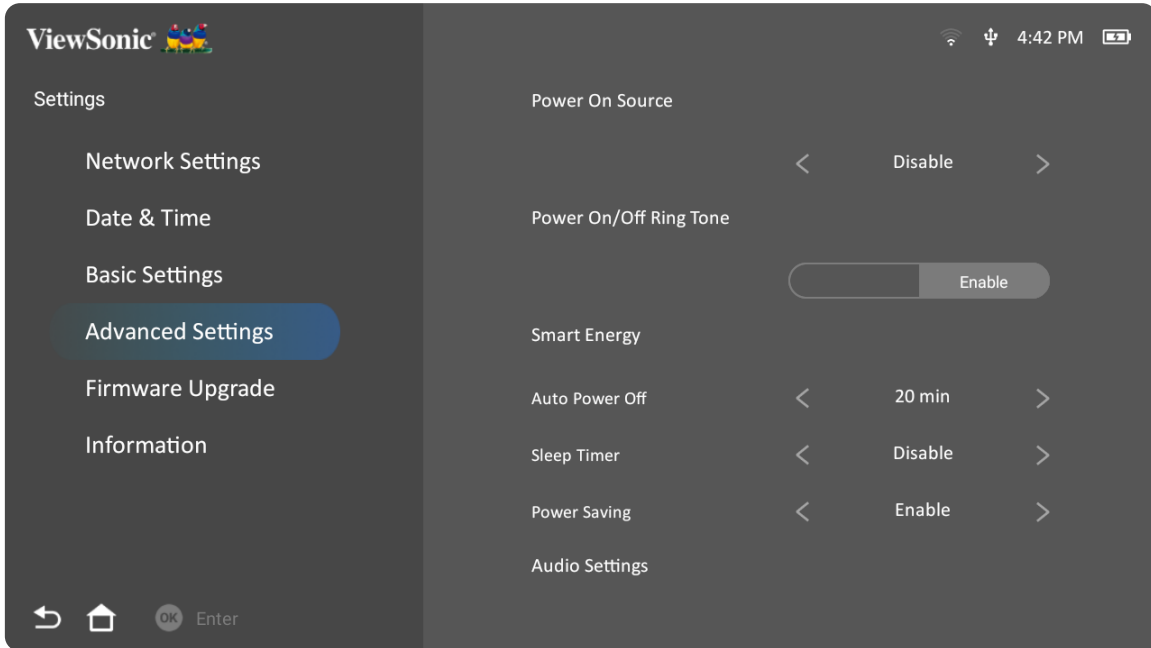 ViewSonic®
4:42 PM
Settings
Network Settings
Date & Time
Basic Settings
Advanced Settings
Firmware Upgrade
Information
OK Enter
Power On Source
Disable
Power On/Off Ring Tone
Enable
Smart Energy
Auto Power Off 20 min
Sleep Timer Disable
Power Saving Enable
Audio Settings